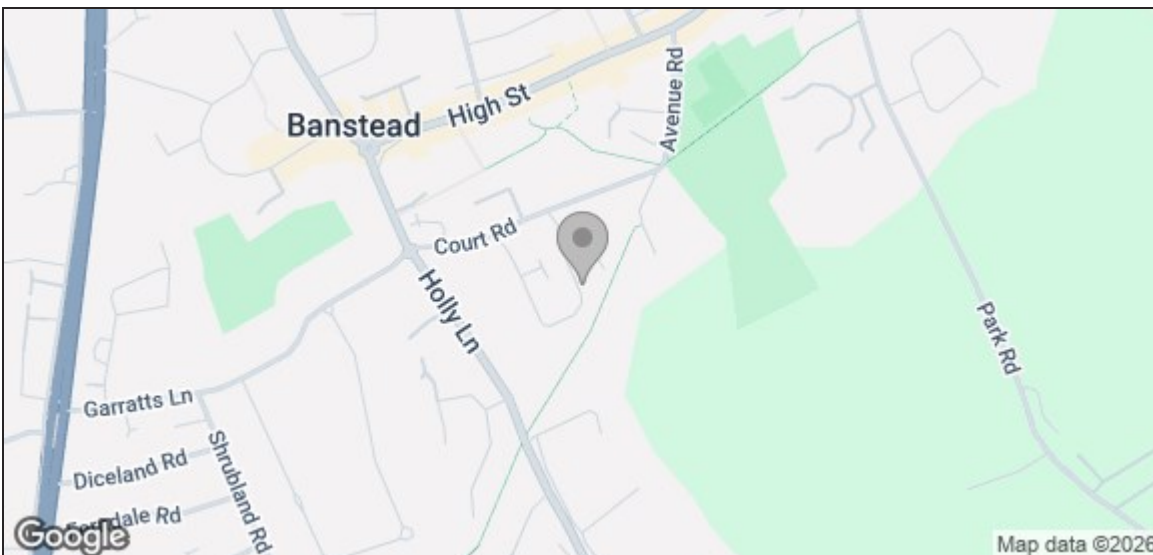 Avenue Rd
High St
Banstead
Court Rd
Holly Ln
Park Rd
Garratts Ln
Shrubland Rd
Diceland Rd
Rd
Google
Map data ©2026